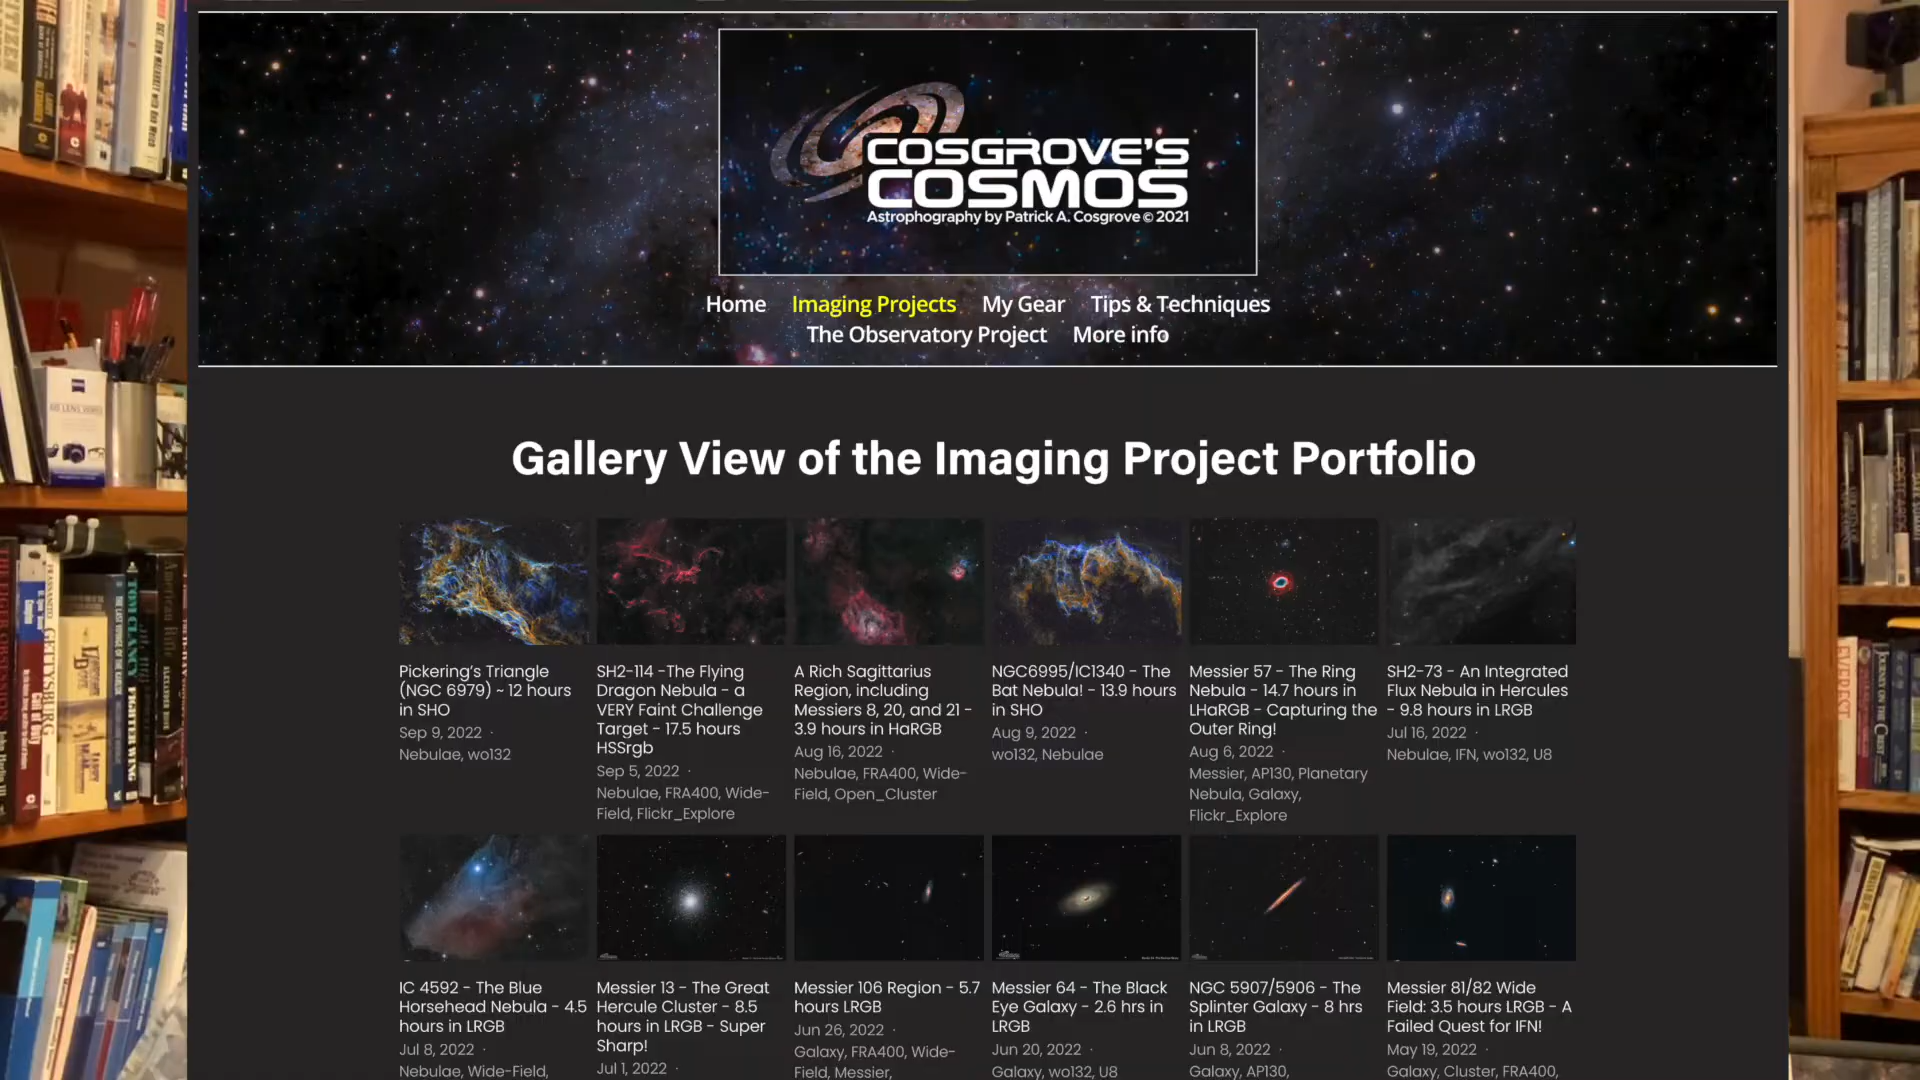 COSGROVE'S
COSMOS
Astrophography by Patrick A. Cosgrove © 2021
Home Imaging Projects My Gear Tips & Techniques
The Observatory Project More info
Gallery View of the Imaging Project Portfolio
Pickering's Triangle
(NGC 6979) ~ 12 hours
in SHO
Sep 9, 2022 ·
Nebulae, wo132
SH2-114 -The Flying
Dragon Nebula - a
VERY Faint Challenge
Target - 17.5 hours
HSSrgb
Sep 5, 2022 ·
Nebulae, FRA400, Wide-
Field, Flickr_Explore
A Rich Sagittarius
Region, including
Messiers 8, 20, and 21 -
3.9 hours in HaRGB
Aug 16, 2022 ·
Nebulae, FRA400, Wide-
Field, Open_Cluster
NGC6995/IC1340 - The
Bat Nebula! - 13.9 hours
in SHO
Aug 9, 2022 ·
wo132, Nebulae
Messier 57 - The Ring
Nebula - 14.7 hours in
LHaRGB - Capturing the
Outer Ring!
Aug 6, 2022 ·
Messier, AP130, Planetary
Nebula, Galaxy,
Flickr_Explore
SH2-73 - An Integrated
Flux Nebula in Hercules
- 9.8 hours in LRGB
Jul 16, 2022 ·
Nebulae, IFN, wo132, U8
IC 4592 - The Blue
Horsehead Nebula - 4.5
hours in LRGB
Jul 8, 2022 ·
Nebulae, Wide-Field,
Messier 13 - The Great
Hercule Cluster - 8.5
hours in LRGB - Super
Sharp!
Jul 1, 2022 ·
Messier 106 Region - 5.7
hours LRGB
Jun 26, 2022 ·
Galaxy, FRA400, Wide-
Field, Messier,
Messier 64 - The Black
Eye Galaxy - 2.6 hrs in
LRGB
Jun 20, 2022 ·
Galaxy, wo132, U8
NGC 5907/5906 - The
Splinter Galaxy - 8 hrs
in LRGB
Jun 8, 2022 ·
Galaxy, AP130,
Messier 81/82 Wide
Field: 3.5 hours LRGB - A
Failed Quest for IFN!
May 19, 2022 ·
Galaxy, Cluster, FRA400,
GETTYSBURG
TOM CLANCY
FIGHTER WING
EVEREST